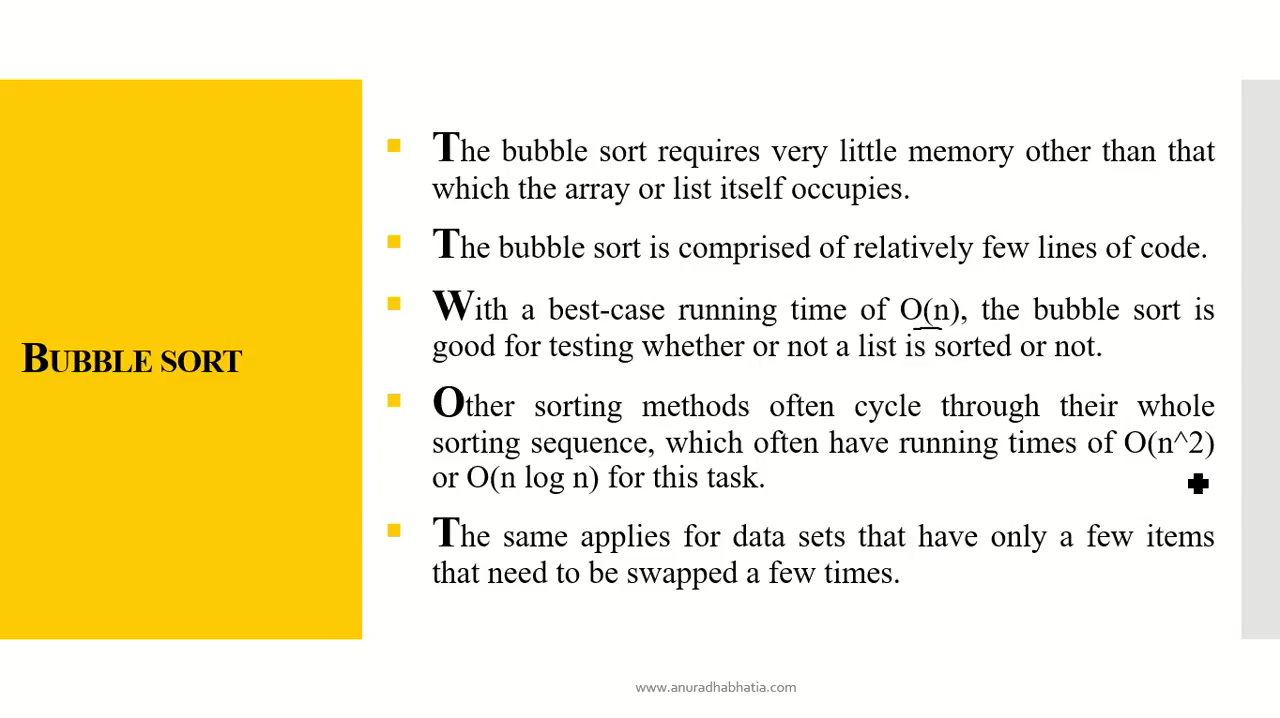 BUBBLE SORT
The bubble sort requires very little memory other than that
which the array or list itself occupies.
The bubble sort is comprised of relatively few lines of code.
With a best-case running time of O(n), the bubble sort is
good for testing whether or not a list is sorted or not.
Other sorting methods often cycle through their whole
sorting sequence, which often have running times of O(n^2)
or O(n log n) for this task.
The same applies for data sets that have only a few items
that need to be swapped a few times.
www.anuradhabhatia.com